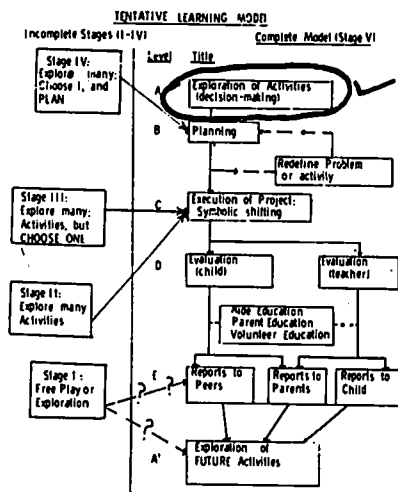 TENTATIVE LEARNING MODEL
Incomplete Stages (I-IV)
Level Title
Complete Model (Stage V)
Stage IV:
Explore many;
Choose 1, and
PLAN
A
Exploration of Activities
(decision-making)
B
Planning
Redefine Problem
or activity
Stage III:
Explore many;
Activities, but
CHOOSE ONE
C
Execution of Project;
Symbolic shifting
D
Evaluation
(child)
Evaluation
(teacher)
Stage II:
Explore many
Activities
Aide Education
Parent Education
Volunteer Education
Stage I:
Free Play or
Exploration
? E ?
Reports to
Peers
Reports to
Parents
Reports to
Child
?
A'
Exploration of
FUTURE Activities